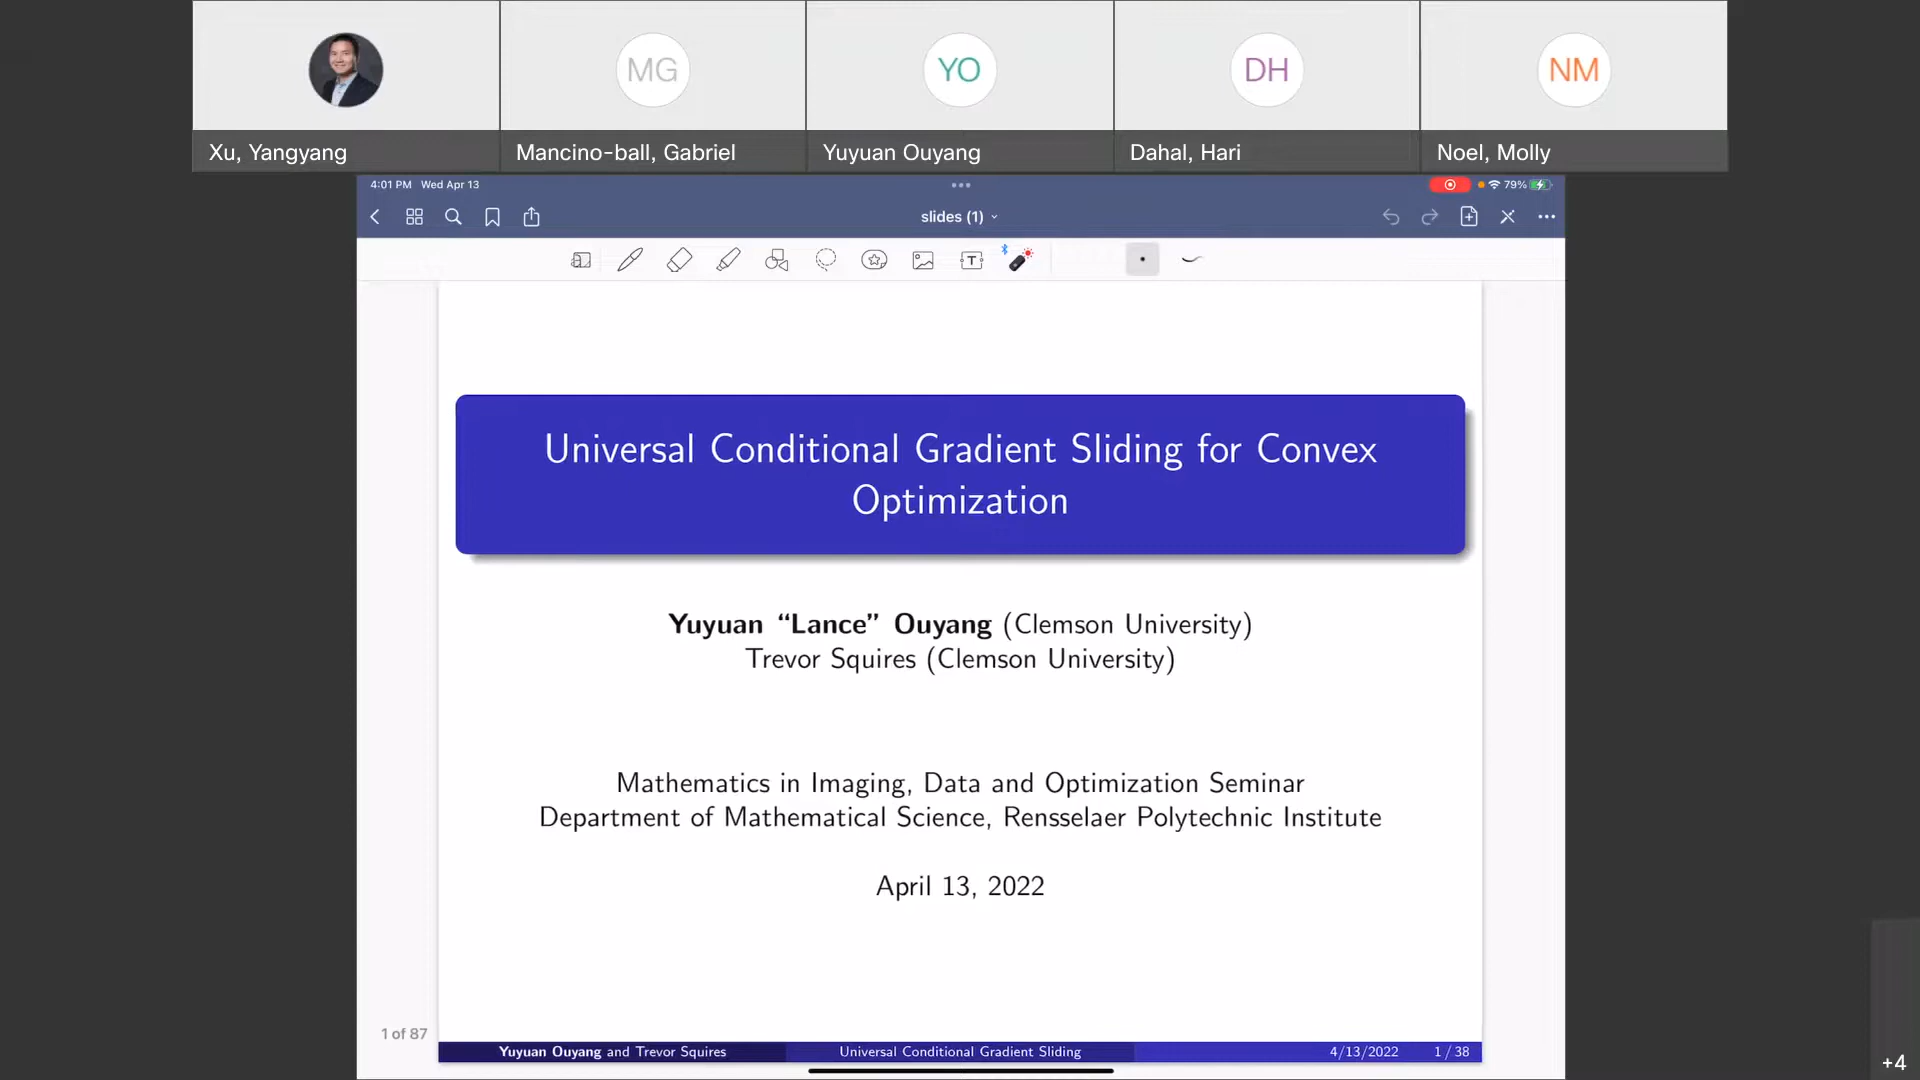 MG
YO
DH
NM
Xu, Yangyang
Mancino-ball, Gabriel
Yuyuan Ouyang
Dahal, Hari
Noel, Molly
4:01 PM Wed Apr 13
79%
slides (1)
T
Universal Conditional Gradient Sliding for Convex
Optimization
Yuyuan “Lance” Ouyang (Clemson University)
Trevor Squires (Clemson University)
Mathematics in Imaging, Data and Optimization Seminar
Department of Mathematical Science, Rensselaer Polytechnic Institute
April 13, 2022
1 of 87
Yuyuan Ouyang and Trevor Squires
Universal Conditional Gradient Sliding
4/13/2022
1 / 38
+4